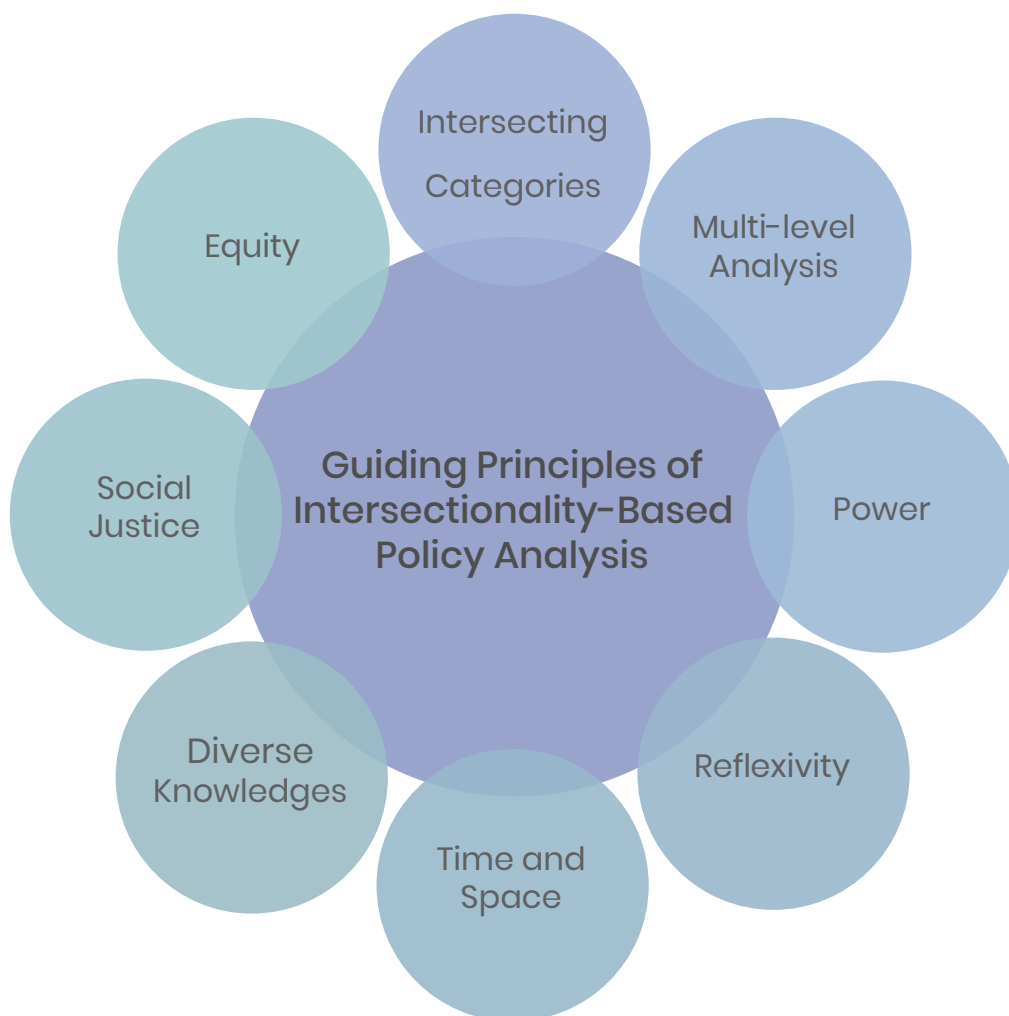 Intersecting
Categories
Multi-level
Analysis
Power
Reflexivity
Time and
Space
Diverse
Knowledges
Social
Justice
Equity
Guiding Principles of
Intersectionality-Based
Policy Analysis